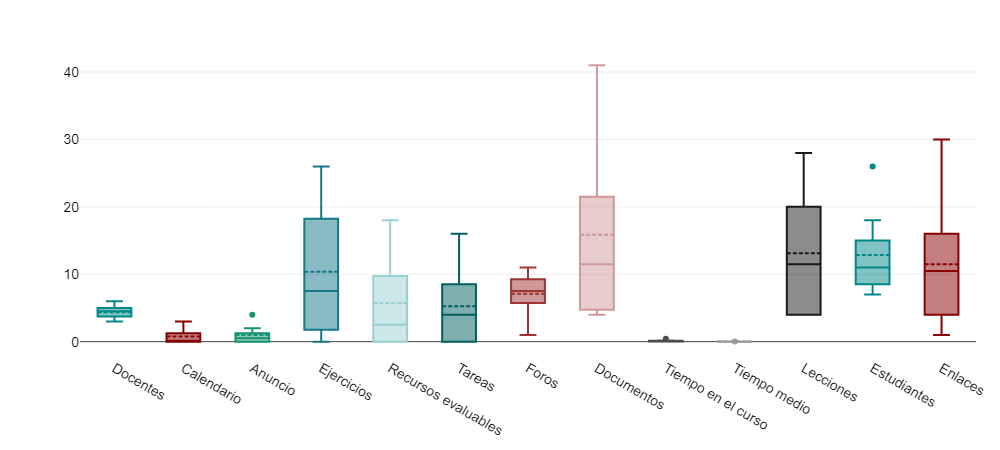 40
30
20
10
0
Docentes
Calendario
Anuncio
Ejercicios
Recursos evaluables
Tareas
Foros
Documentos
Tiempo en el curso
Tiempo medio
Lecciones
Estudiantes
Enlaces